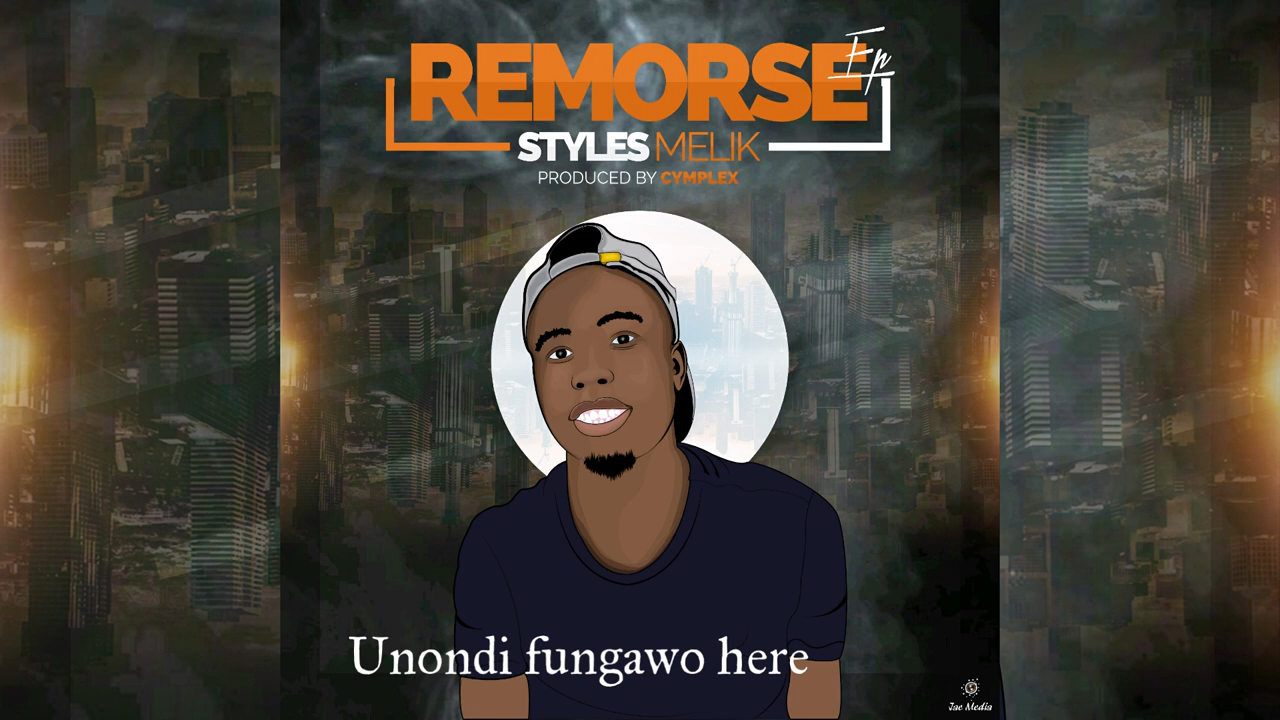 REMORSE Ep
STYLES MELIK
PRODUCED BY CYMPLEX
Unondi fungawo here
Jae Media